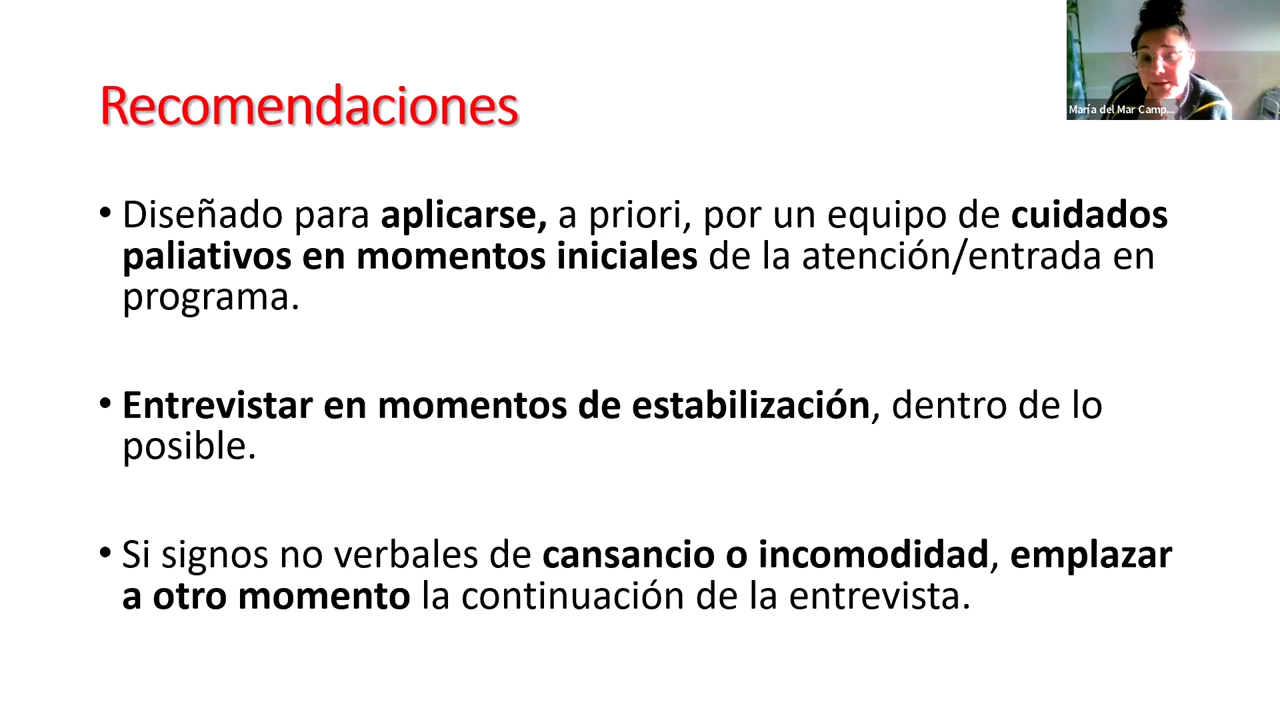 Recomendaciones
María del Mar Camp...
• Diseñado para aplicarse, a priori, por un equipo de cuidados
paliativos en momentos iniciales de la atención/entrada en
programa.
• Entrevistar en momentos de estabilización, dentro de lo
posible.
• Si signos no verbales de cansancio o incomodidad, emplazar
a otro momento la continuación de la entrevista.